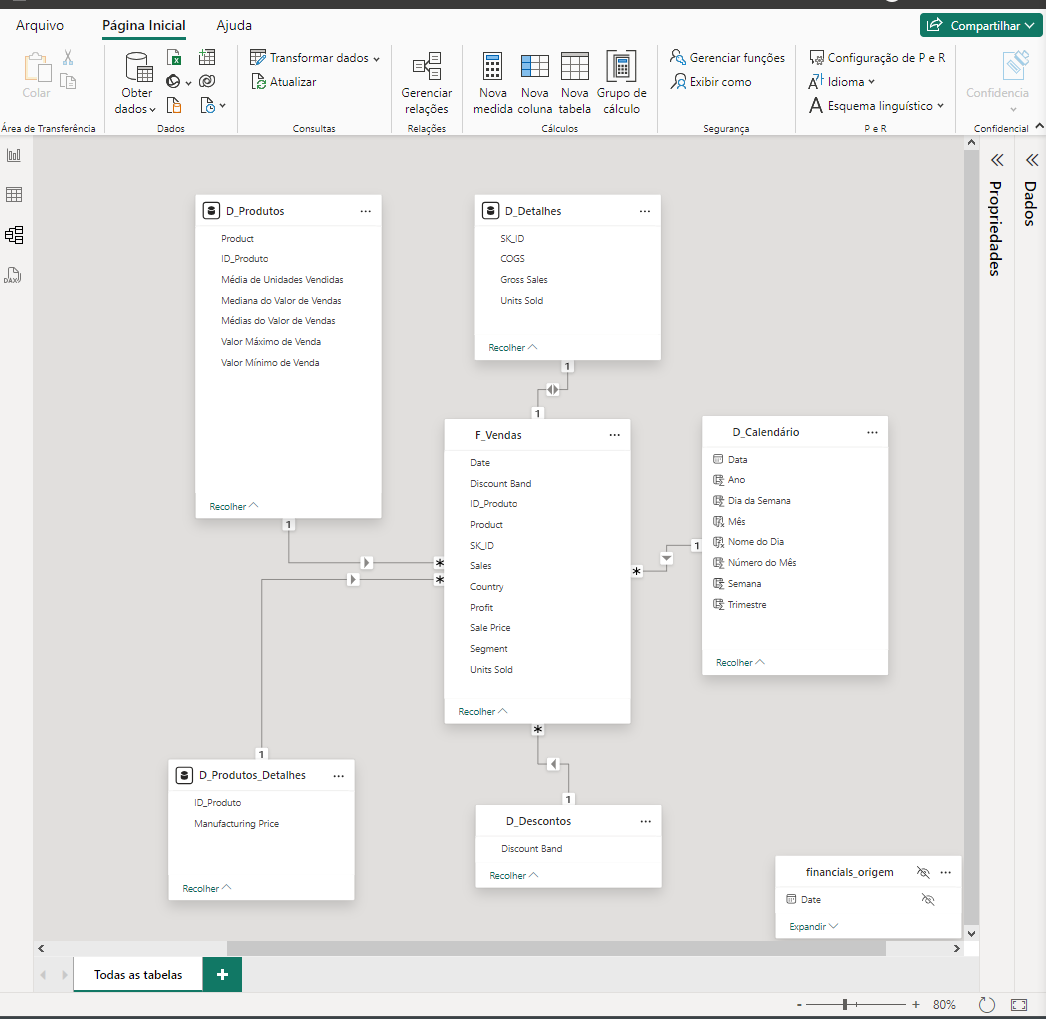 Arquivo
Página Inicial
Ajuda
Compartilhar
Colar
Área de Transferência
Obter dados
Dados
Transformar dados
Atualizar
Consultas
Gerenciar relações
Relações
Nova medida
Nova coluna
Nova tabela
Grupo de cálculo
Cálculos
Gerenciar funções
Exibir como
Segurança
Configuração de P e R
Idioma
Esquema linguístico
P e R
Confidencia
Confidencial
DAX
Propriedades
Dados
D_Produtos
Product
ID_Produto
Média de Unidades Vendidas
Mediana do Valor de Vendas
Médias do Valor de Vendas
Valor Máximo de Venda
Valor Mínimo de Venda
Recolher
D_Detalhes
SK_ID
COGS
Gross Sales
Units Sold
Recolher
1
1
F_Vendas
Date
Discount Band
ID_Produto
Product
SK_ID
Sales
Country
Profit
Sale Price
Segment
Units Sold
Recolher
D_Calendário
Data
Ano
Dia da Semana
Mês
Nome do Dia
Número do Mês
Semana
Trimestre
Recolher
1
*
*
1
*
*
1
1
D_Produtos_Detalhes
ID_Produto
Manufacturing Price
Recolher
D_Descontos
Discount Band
Recolher
financials_origem
Date
Expandir
Todas as tabelas
+
-
+
80%